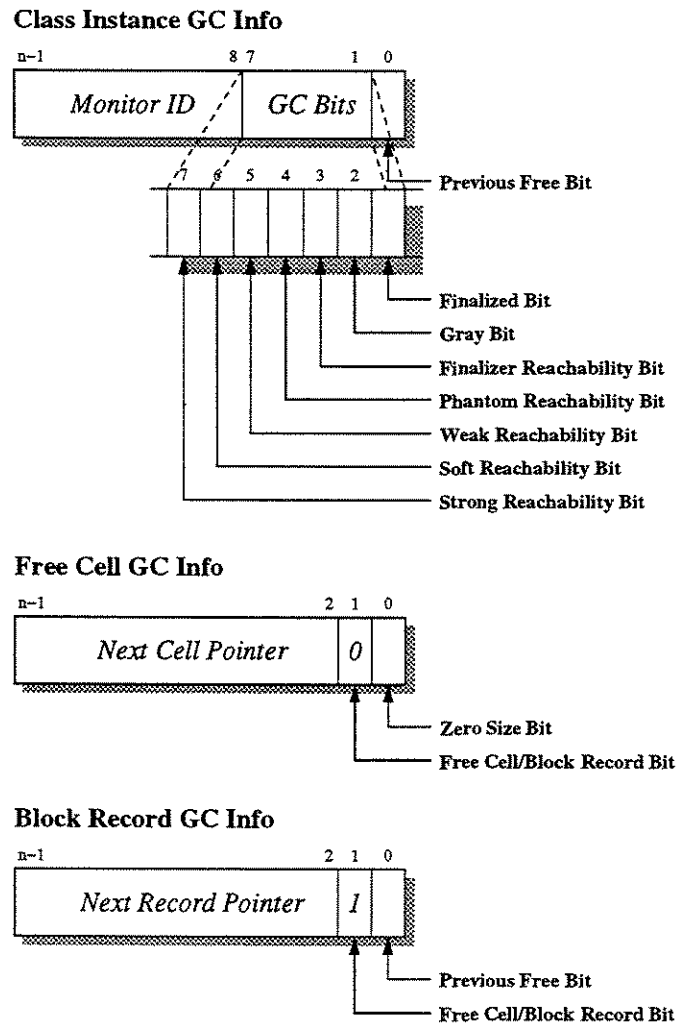 Class Instance GC Info
n-1 8 7 1 0
Monitor ID GC Bits
Previous Free Bit
7 6 5 4 3 2
Finalized Bit
Gray Bit
Finalizer Reachability Bit
Phantom Reachability Bit
Weak Reachability Bit
Soft Reachability Bit
Strong Reachability Bit
Free Cell GC Info
n-1 2 1 0
Next Cell Pointer 0
Zero Size Bit
Free Cell/Block Record Bit
Block Record GC Info
n-1 2 1 0
Next Record Pointer 1
Previous Free Bit
Free Cell/Block Record Bit